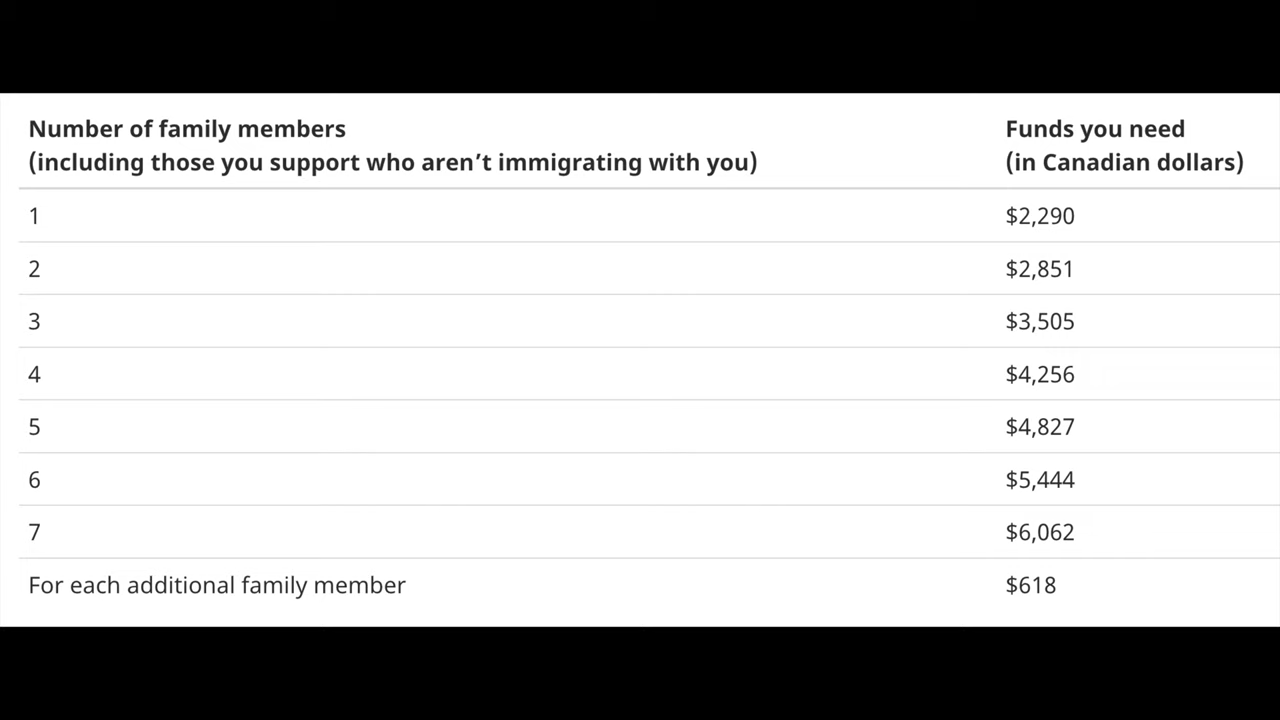 Number of family members Funds you need
(including those you support who aren’t immigrating with you) (in Canadian dollars)
1 $2,290
2 $2,851
3 $3,505
4 $4,256
5 $4,827
6 $5,444
7 $6,062
For each additional family member $618